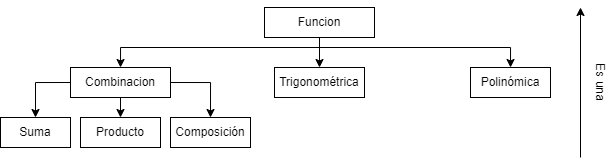 Funcion
Combinacion
Trigonométrica
Polinómica
Suma
Producto
Composición
Es una